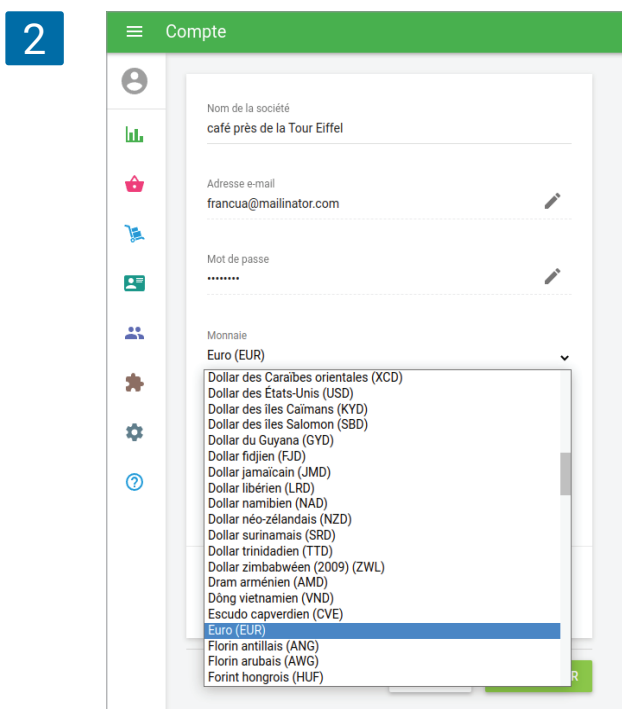 2
Compte
Nom de la société
café près de la Tour Eiffel
Adresse e-mail
francua@mailinator.com
Mot de passe
••••••••
Monnaie
Euro (EUR)
Dollar des Caraïbes orientales (XCD)
Dollar des États-Unis (USD)
Dollar des îles Caïmans (KYD)
Dollar des îles Salomon (SBD)
Dollar du Guyana (GYD)
Dollar fidjien (FJD)
Dollar jamaïcain (JMD)
Dollar libérien (LRD)
Dollar namibien (NAD)
Dollar néo-zélandais (NZD)
Dollar surinamais (SRD)
Dollar trinidadien (TTD)
Dollar zimbabwéen (2009) (ZWL)
Dram arménien (AMD)
Dông vietnamien (VND)
Escudo capverdien (CVE)
Euro (EUR)
Florin antillais (ANG)
Florin arubais (AWG)
Forint hongrois (HUF)
R